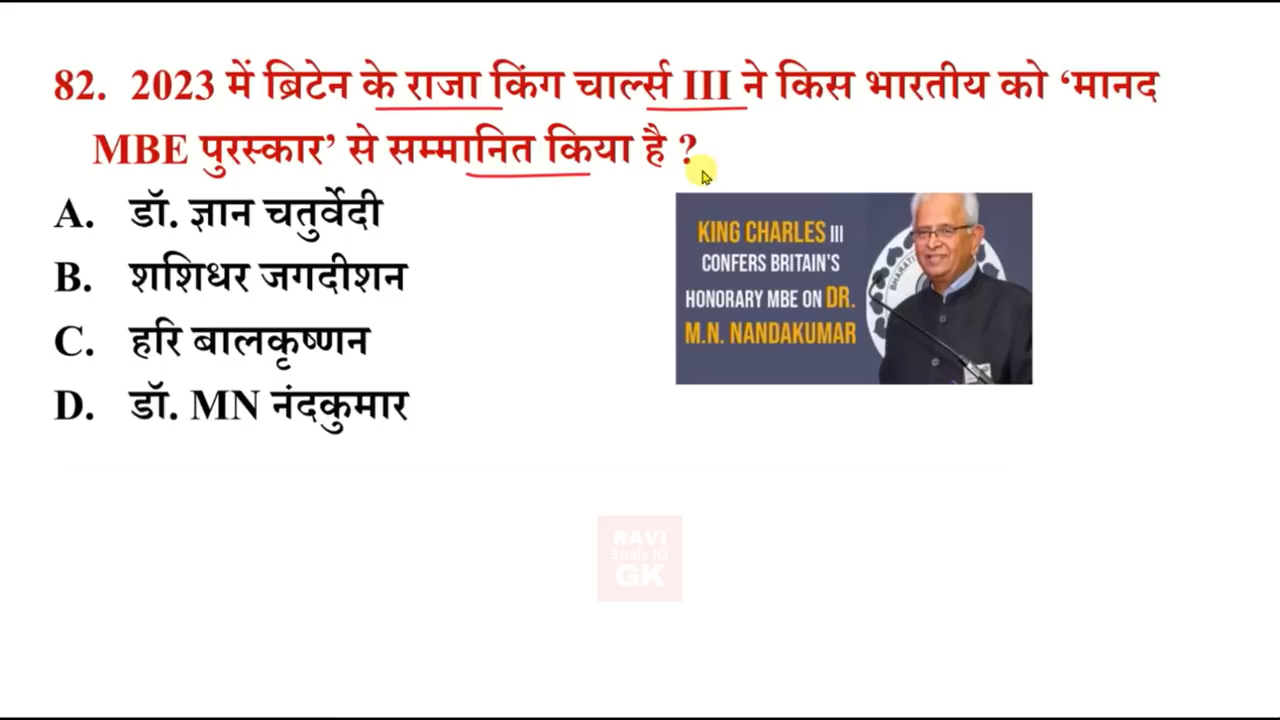 82. 2023 में ब्रिटेन के राजा किंग चार्ल्स III ने किस भारतीय को ‘मानद
MBE पुरस्कार’ से सम्मानित किया है ?
A. डॉ. ज्ञान चतुर्वेदी
B. शशिधर जगदीशन
C. हरि बालकृष्णन
D. डॉ. MN नंदकुमार
KING CHARLES III
CONFERS BRITAIN'S
HONORARY MBE ON DR.
M.N. NANDAKUMAR
RAVI
Study IQ
GK